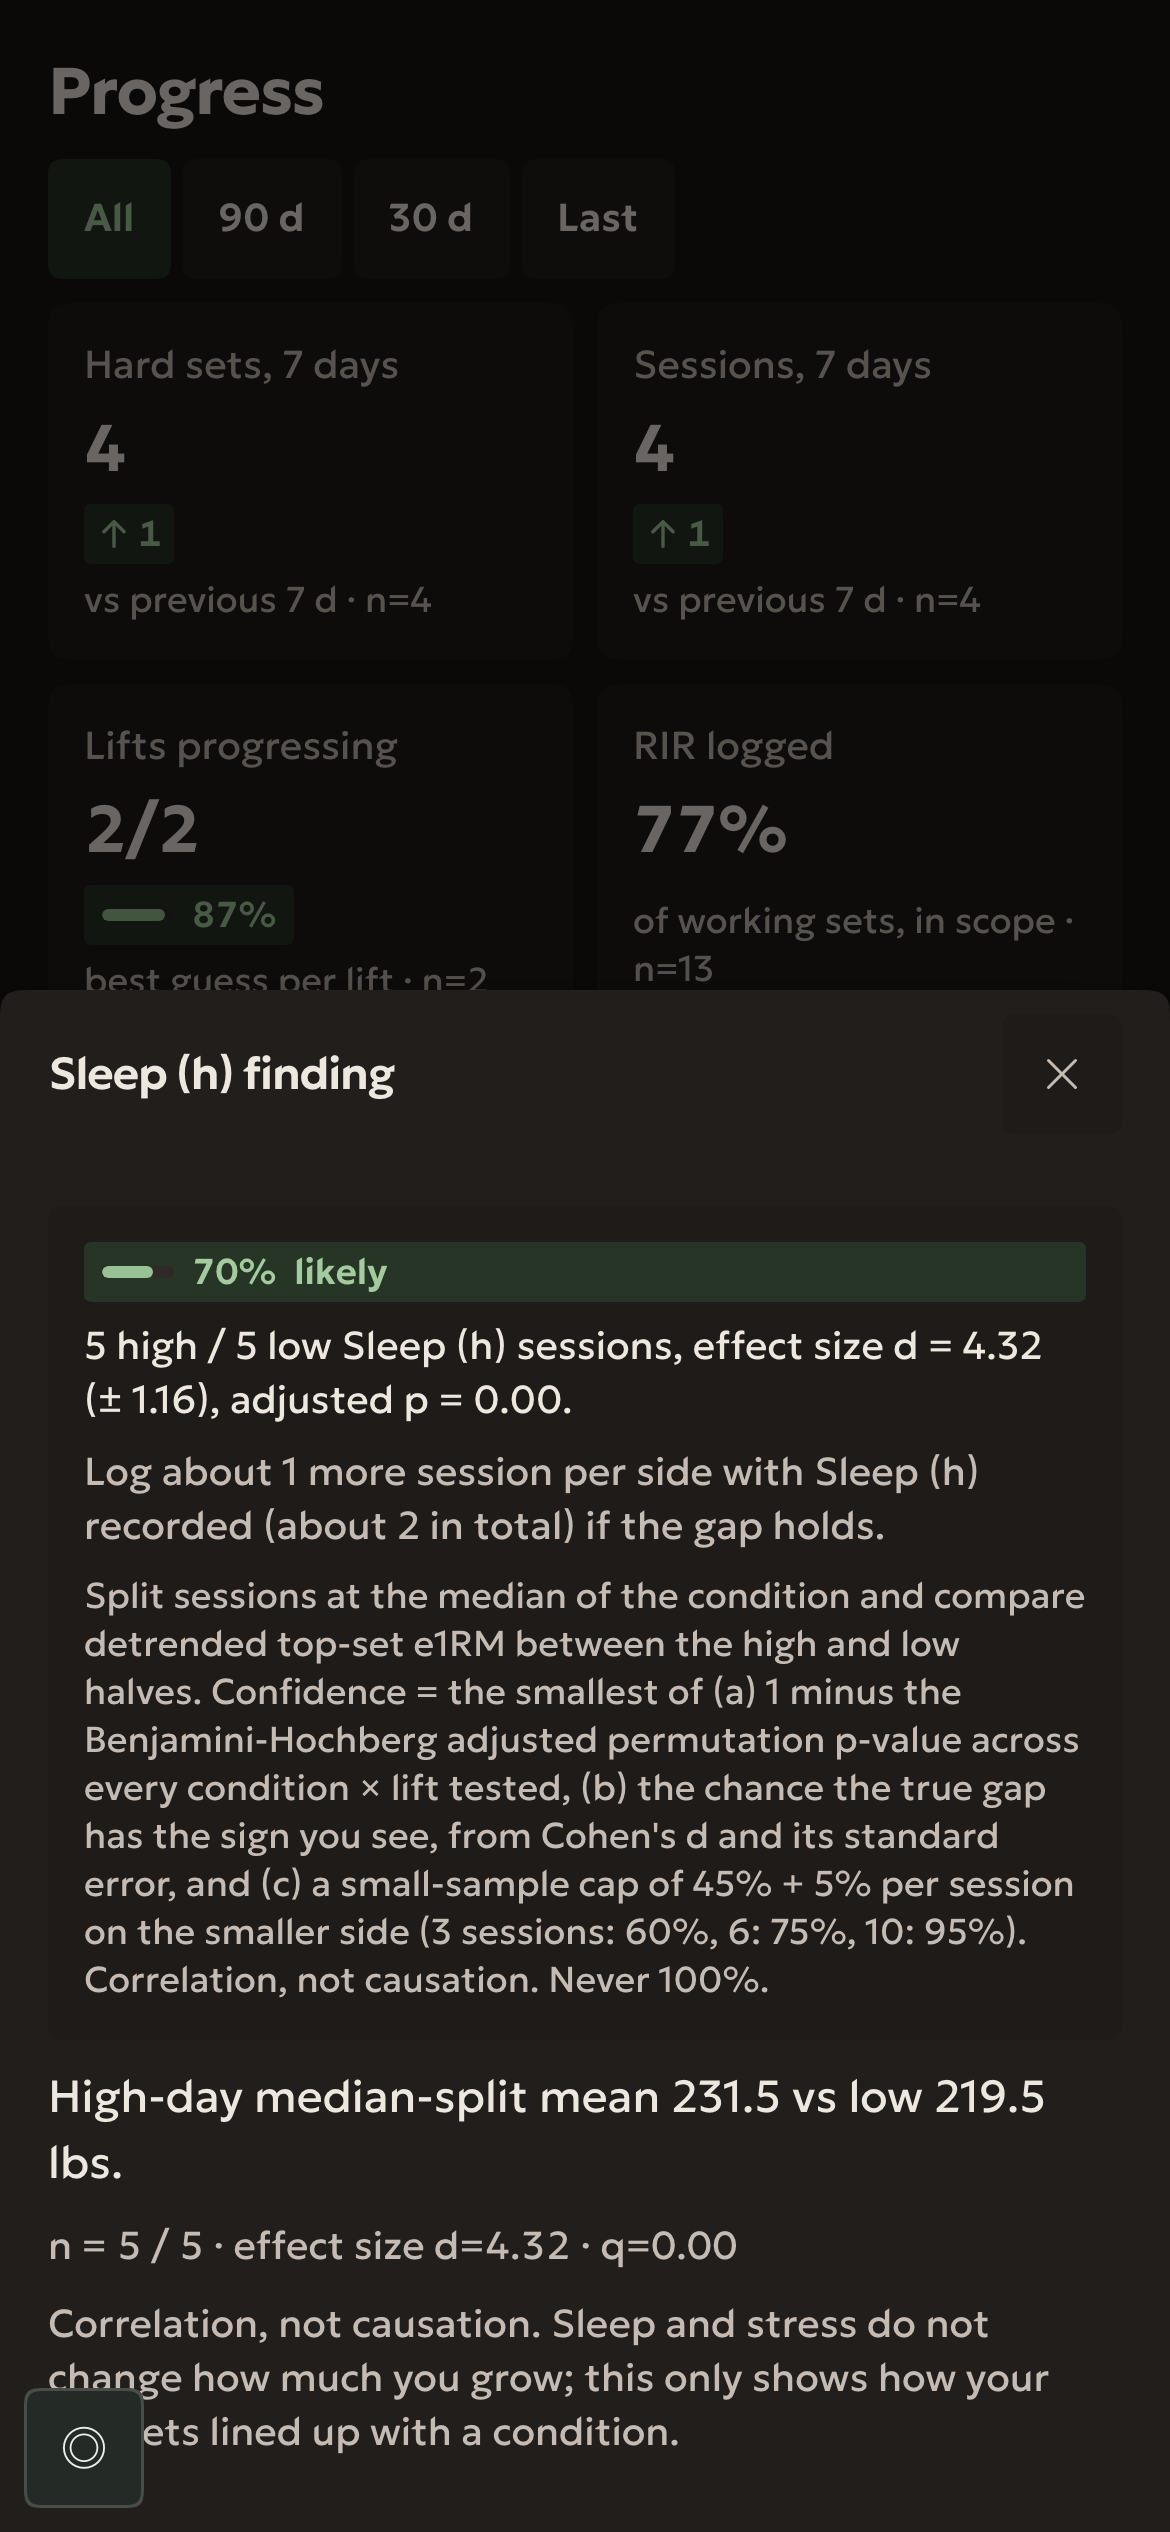 Progress
All
90 d
30 d
Last
Hard sets, 7 days
4
↑ 1
vs previous 7 d · n=4
Sessions, 7 days
4
↑ 1
vs previous 7 d · n=4
Lifts progressing
2/2
87%
best guess per lift · n=2
RIR logged
77%
of working sets, in scope ·
n=13
Sleep (h) finding
70% likely
5 high / 5 low Sleep (h) sessions, effect size d = 4.32
(± 1.16), adjusted p = 0.00.
Log about 1 more session per side with Sleep (h)
recorded (about 2 in total) if the gap holds.
Split sessions at the median of the condition and compare
detrended top-set e1RM between the high and low
halves. Confidence = the smallest of (a) 1 minus the
Benjamini-Hochberg adjusted permutation p-value across
every condition × lift tested, (b) the chance the true gap
has the sign you see, from Cohen's d and its standard
error, and (c) a small-sample cap of 45% + 5% per session
on the smaller side (3 sessions: 60%, 6: 75%, 10: 95%).
Correlation, not causation. Never 100%.
High-day median-split mean 231.5 vs low 219.5
lbs.
n = 5 / 5 · effect size d=4.32 · q=0.00
Correlation, not causation. Sleep and stress do not
change how much you grow; this only shows how your
ets lined up with a condition.